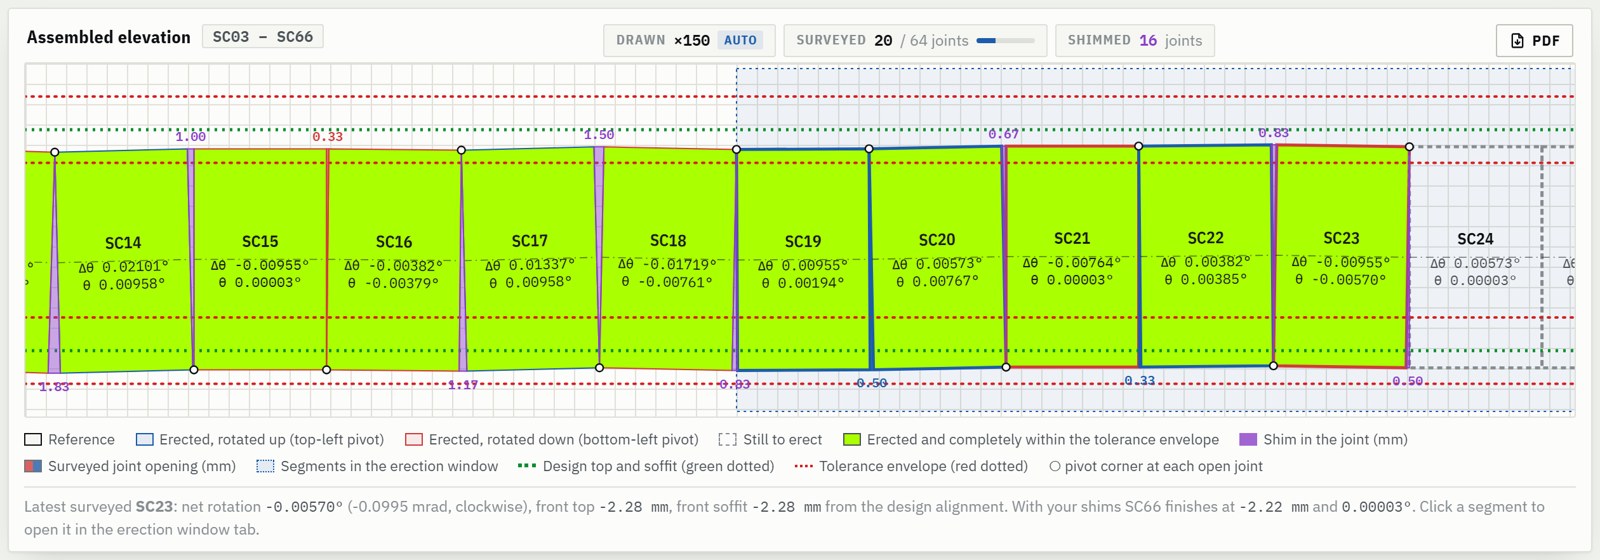 Assembled elevation SC03 – SC66 DRAWN ×150 AUTO SURVEYED 20 / 64 joints SHIMMED 16 joints PDF
1.00 0.33 1.50 0.67 0.83
SC14 SC15 SC16 SC17 SC18 SC19 SC20 SC21 SC22 SC23 SC24
Δθ 0.02101° Δθ -0.00955° Δθ -0.00382° Δθ 0.01337° Δθ -0.01719° Δθ 0.00955° Δθ 0.00573° Δθ -0.00764° Δθ 0.00382° Δθ -0.00955° Δθ 0.00573°
θ 0.00958° θ 0.00003° θ -0.00379° θ 0.00958° θ -0.00761° θ 0.00194° θ 0.00767° θ 0.00003° θ 0.00385° θ -0.00570° θ 0.00003°
1.83 1.17 0.83 0.50 0.33 0.50
Reference Erected, rotated up (top-left pivot) Erected, rotated down (bottom-left pivot) Still to erect Erected and completely within the tolerance envelope Shim in the joint (mm)
Surveyed joint opening (mm) Segments in the erection window Design top and soffit (green dotted) Tolerance envelope (red dotted) pivot corner at each open joint
Latest surveyed SC23: net rotation -0.00570° (-0.0995 mrad, clockwise), front top -2.28 mm, front soffit -2.28 mm from the design alignment. With your shims SC66 finishes at -2.22 mm and 0.00003°. Click a segment to
open it in the erection window tab.